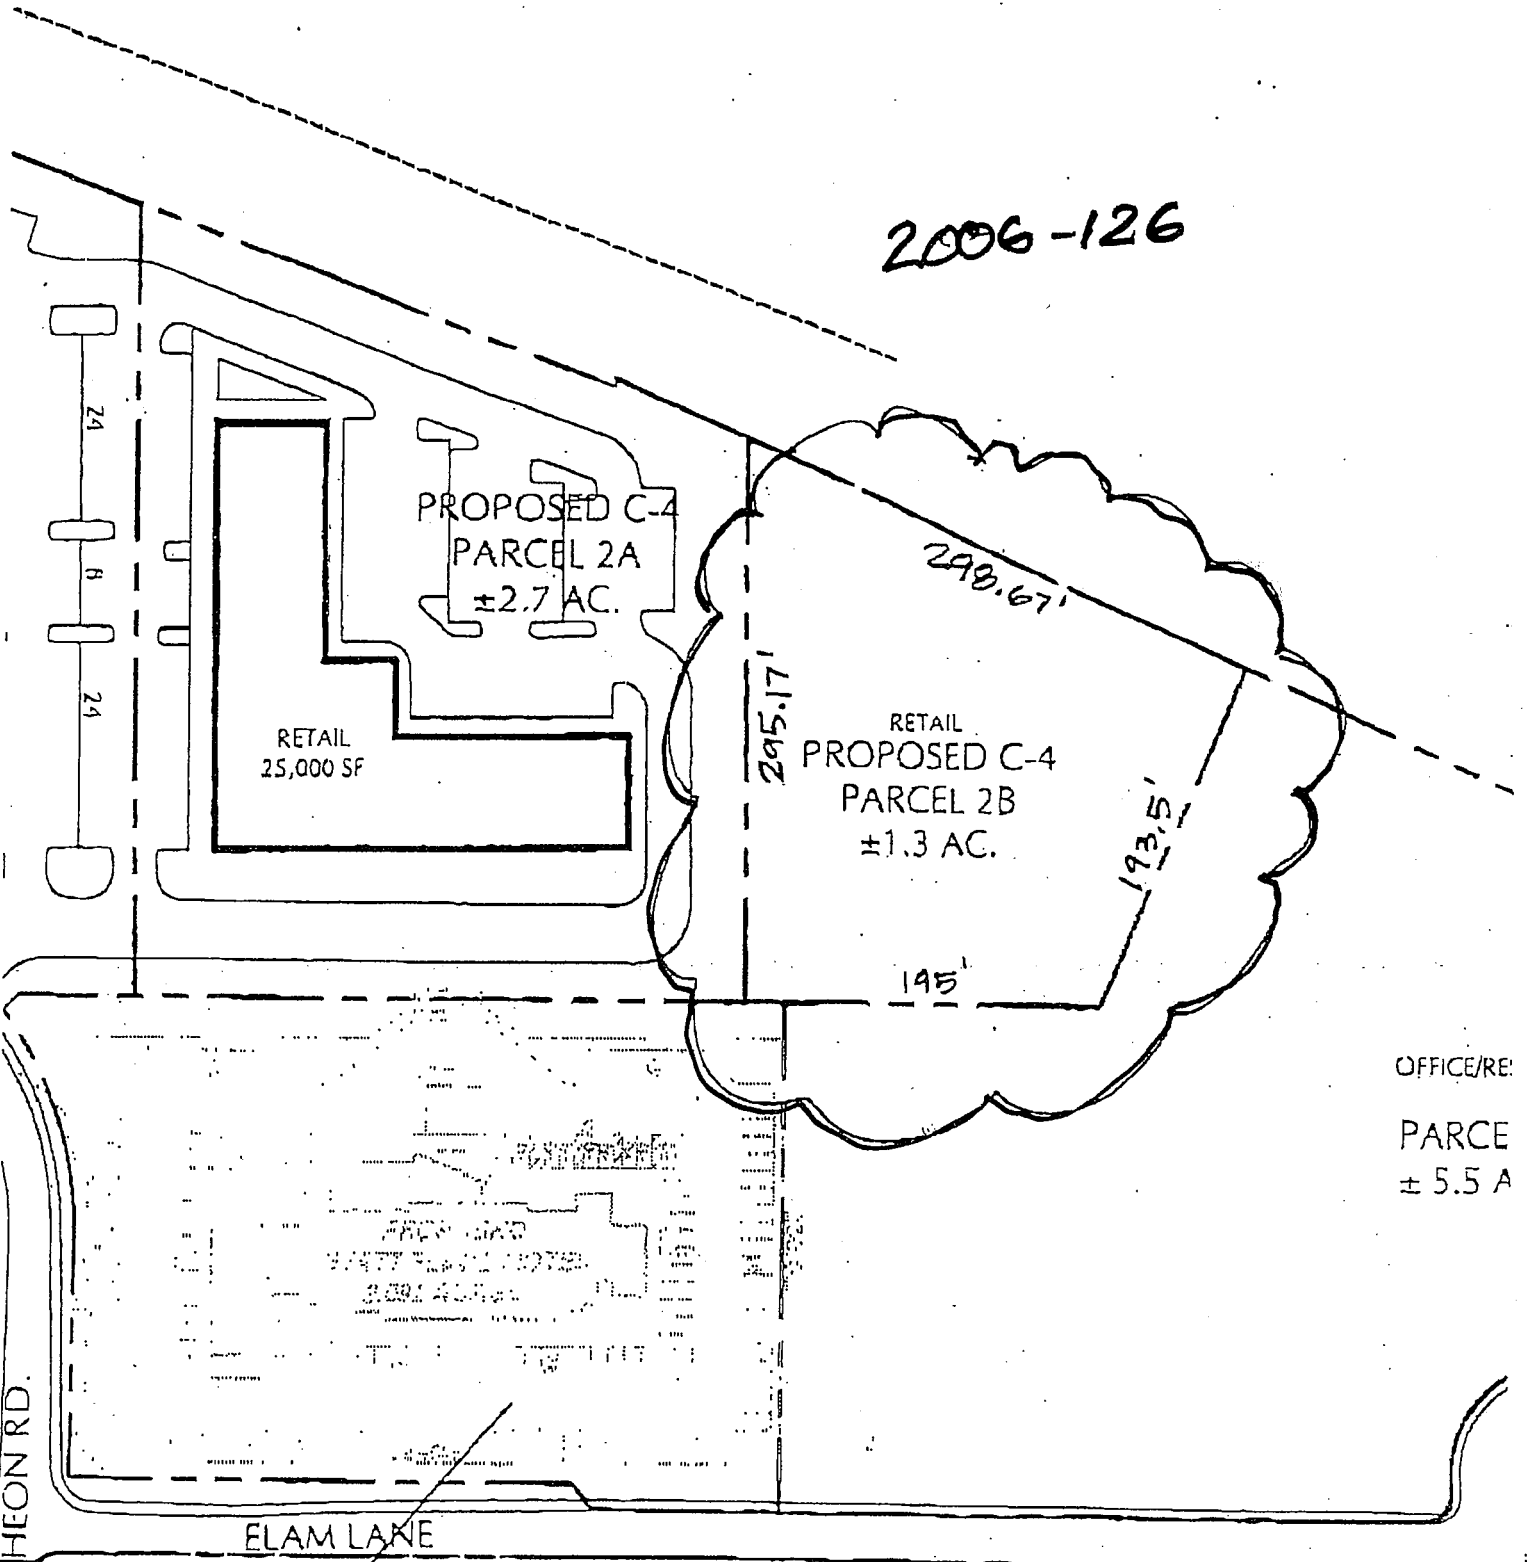 2006-126
24
8
24
PROPOSED C-4
PARCEL 2A
±2.7 AC.
RETAIL
25,000 SF
298.67'
295.17'
RETAIL
PROPOSED C-4
PARCEL 2B
±1.3 AC.
193.5'
195'
OFFICE/RE
PARCE
± 5.5 A
HEON RD.
ELAM LANE